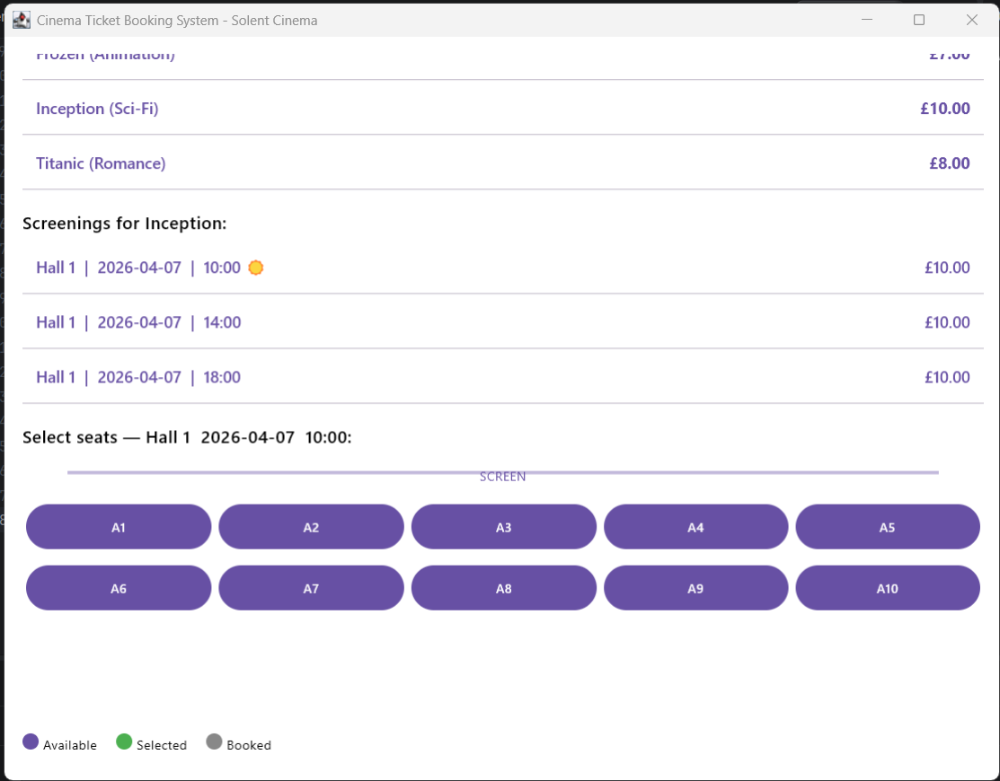 Cinema Ticket Booking System - Solent Cinema
Frozen (Animation) £7.00
Inception (Sci-Fi) £10.00
Titanic (Romance) £8.00
Screenings for Inception:
Hall 1 | 2026-04-07 | 10:00 ☀️ £10.00
Hall 1 | 2026-04-07 | 14:00 £10.00
Hall 1 | 2026-04-07 | 18:00 £10.00
Select seats — Hall 1 2026-04-07 10:00:
SCREEN
A1 A2 A3 A4 A5
A6 A7 A8 A9 A10
Available Selected Booked